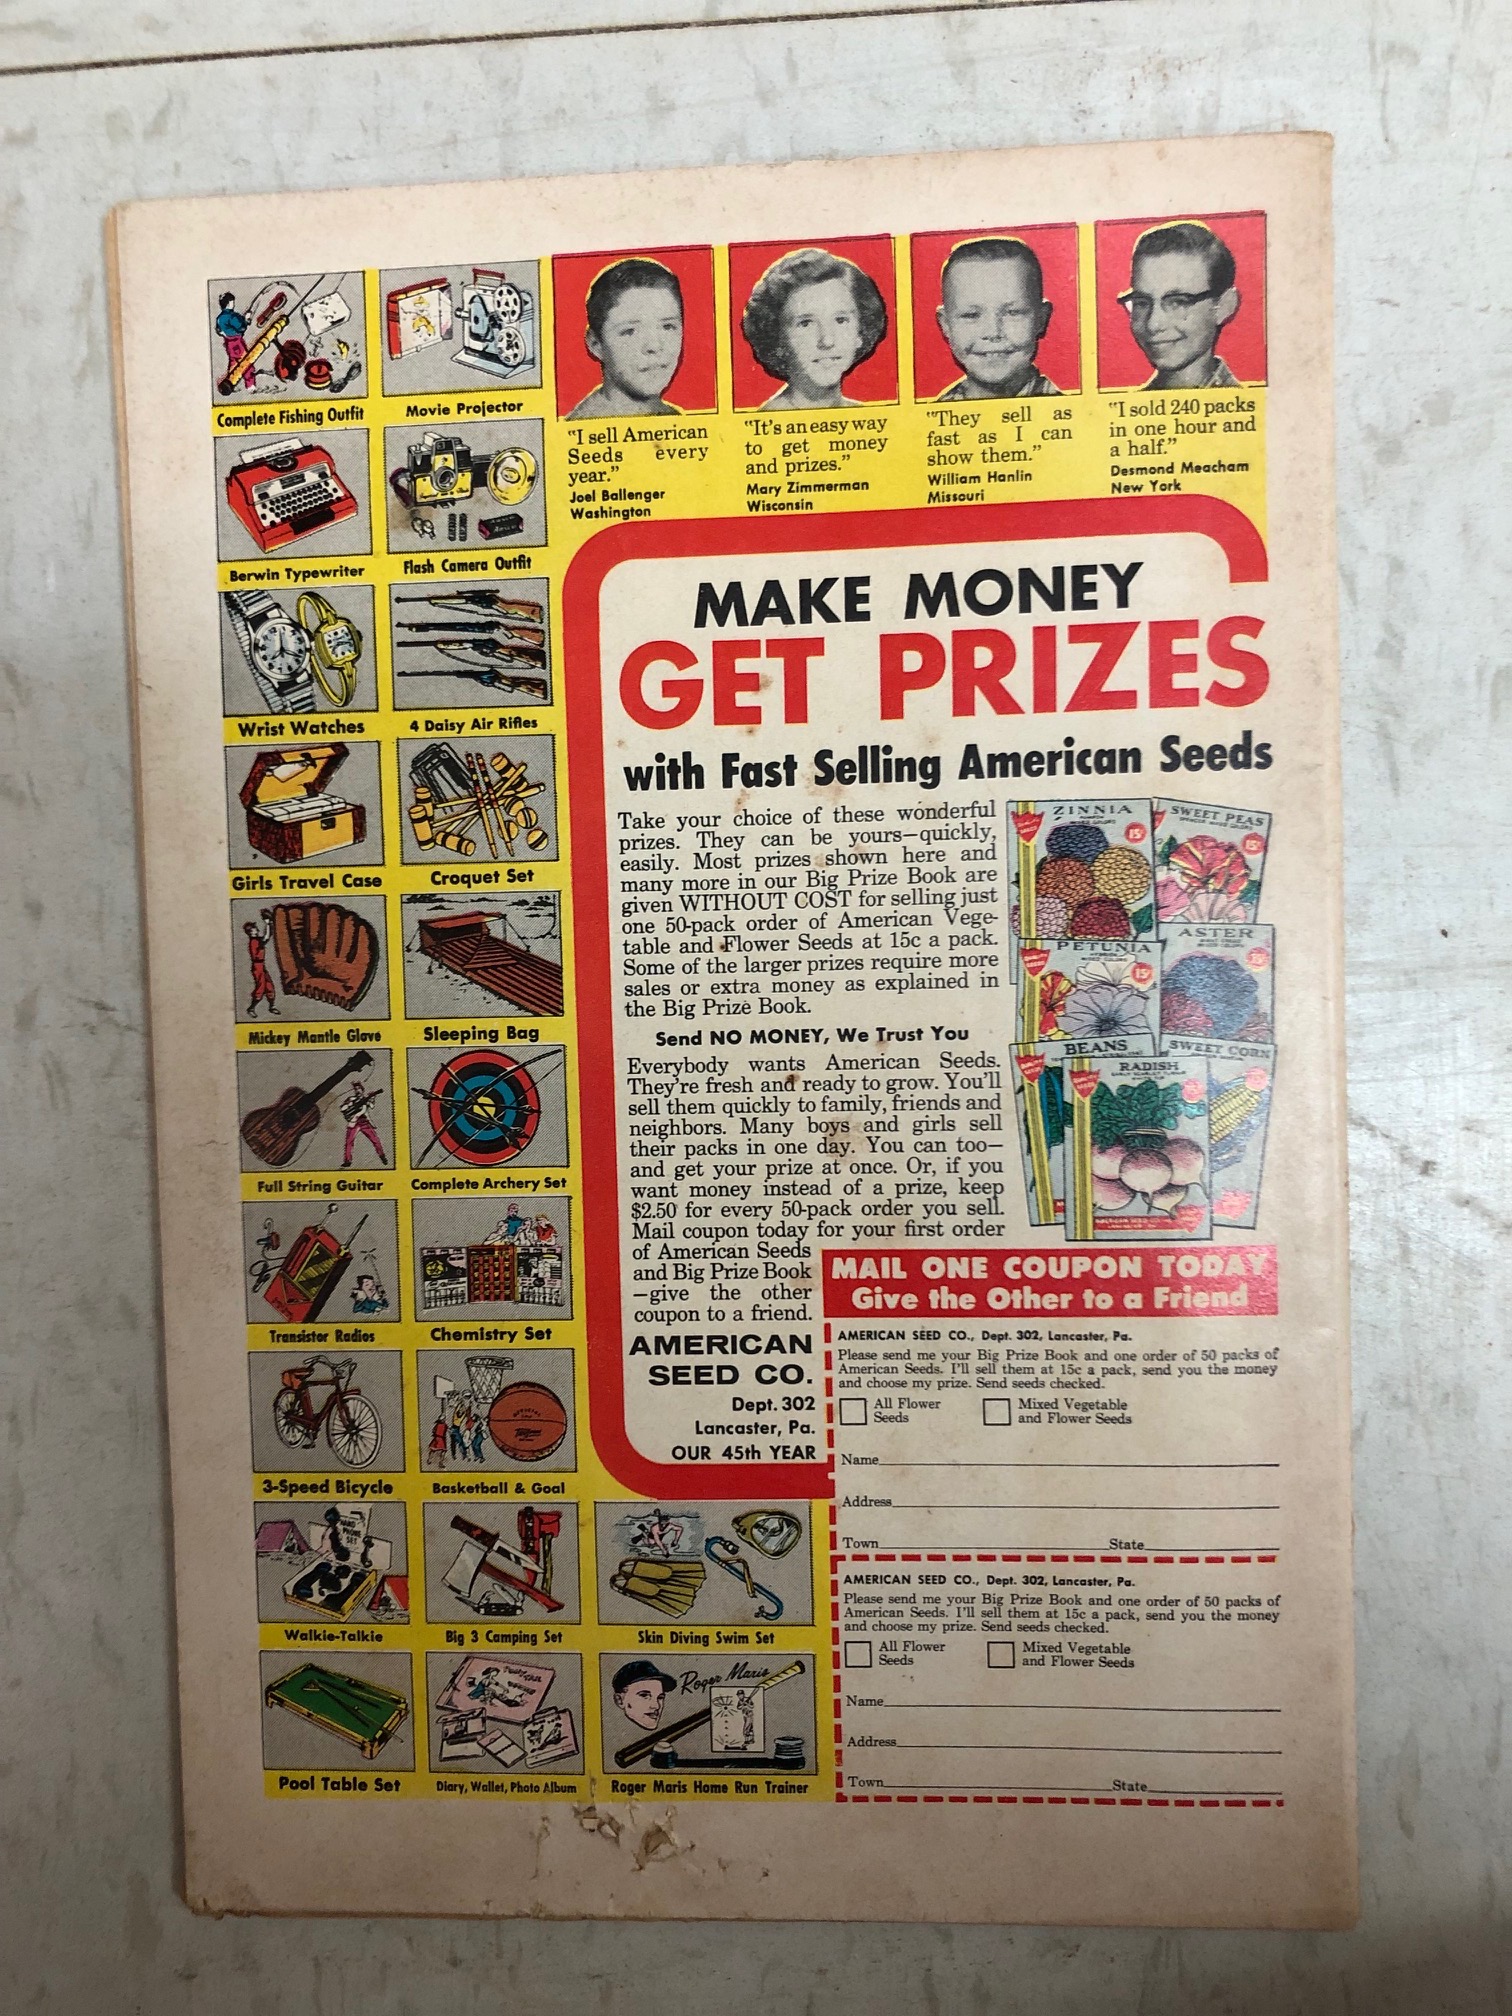 Complete Fishing Outfit
Movie Projector
Berwin Typewriter
Flash Camera Outfit
Wrist Watches
4 Daisy Air Rifles
Girls Travel Case
Croquet Set
Mickey Mantle Glove
Sleeping Bag
Full String Guitar
Complete Archery Set
Transistor Radios
Chemistry Set
3-Speed Bicycle
Basketball & Goal
Walkie-Talkie
Big 3 Camping Set
Skin Diving Swim Set
Pool Table Set
Diary, Wallet, Photo Album
Roger Maris
Roger Maris Home Run Trainer
"I sell American
Seeds every
year."
Joel Ballenger
Washington
"It's an easy way
to get money
and prizes."
Mary Zimmerman
Wisconsin
"They sell as
fast as I can
show them."
William Hanlin
Missouri
"I sold 240 packs
in one hour and
a half."
Desmond Meacham
New York
MAKE MONEY
GET PRIZES
with Fast Selling American Seeds
Take your choice of these wonderful
prizes. They can be yours—quickly,
easily. Most prizes shown here and
many more in our Big Prize Book are
given WITHOUT COST for selling just
one 50-pack order of American Vege-
table and Flower Seeds at 15c a pack.
Some of the larger prizes require more
sales or extra money as explained in
the Big Prize Book.
Send NO MONEY, We Trust You
Everybody wants American Seeds.
They're fresh and ready to grow. You'll
sell them quickly to family, friends and
neighbors. Many boys and girls sell
their packs in one day. You can too—
and get your prize at once. Or, if you
want money instead of a prize, keep
$2.50 for every 50-pack order you sell.
Mail coupon today for your first order
of American Seeds
and Big Prize Book
—give the other
coupon to a friend.
AMERICAN
SEED CO.
Dept. 302
Lancaster, Pa.
OUR 45th YEAR
ZINNIA
15¢
SWEET PEAS
15¢
PETUNIA
15¢
ASTER
15¢
BEANS
SWEET CORN
RADISH
MAIL ONE COUPON TODAY
Give the Other to a Friend
AMERICAN SEED CO., Dept. 302, Lancaster, Pa.
Please send me your Big Prize Book and one order of 50 packs of
American Seeds. I'll sell them at 15c a pack, send you the money
and choose my prize. Send seeds checked.
All Flower Seeds
Mixed Vegetable and Flower Seeds
Name
Address
Town State
AMERICAN SEED CO., Dept. 302, Lancaster, Pa.
Please send me your Big Prize Book and one order of 50 packs of
American Seeds. I'll sell them at 15c a pack, send you the money
and choose my prize. Send seeds checked.
All Flower Seeds
Mixed Vegetable and Flower Seeds
Name
Address
Town State